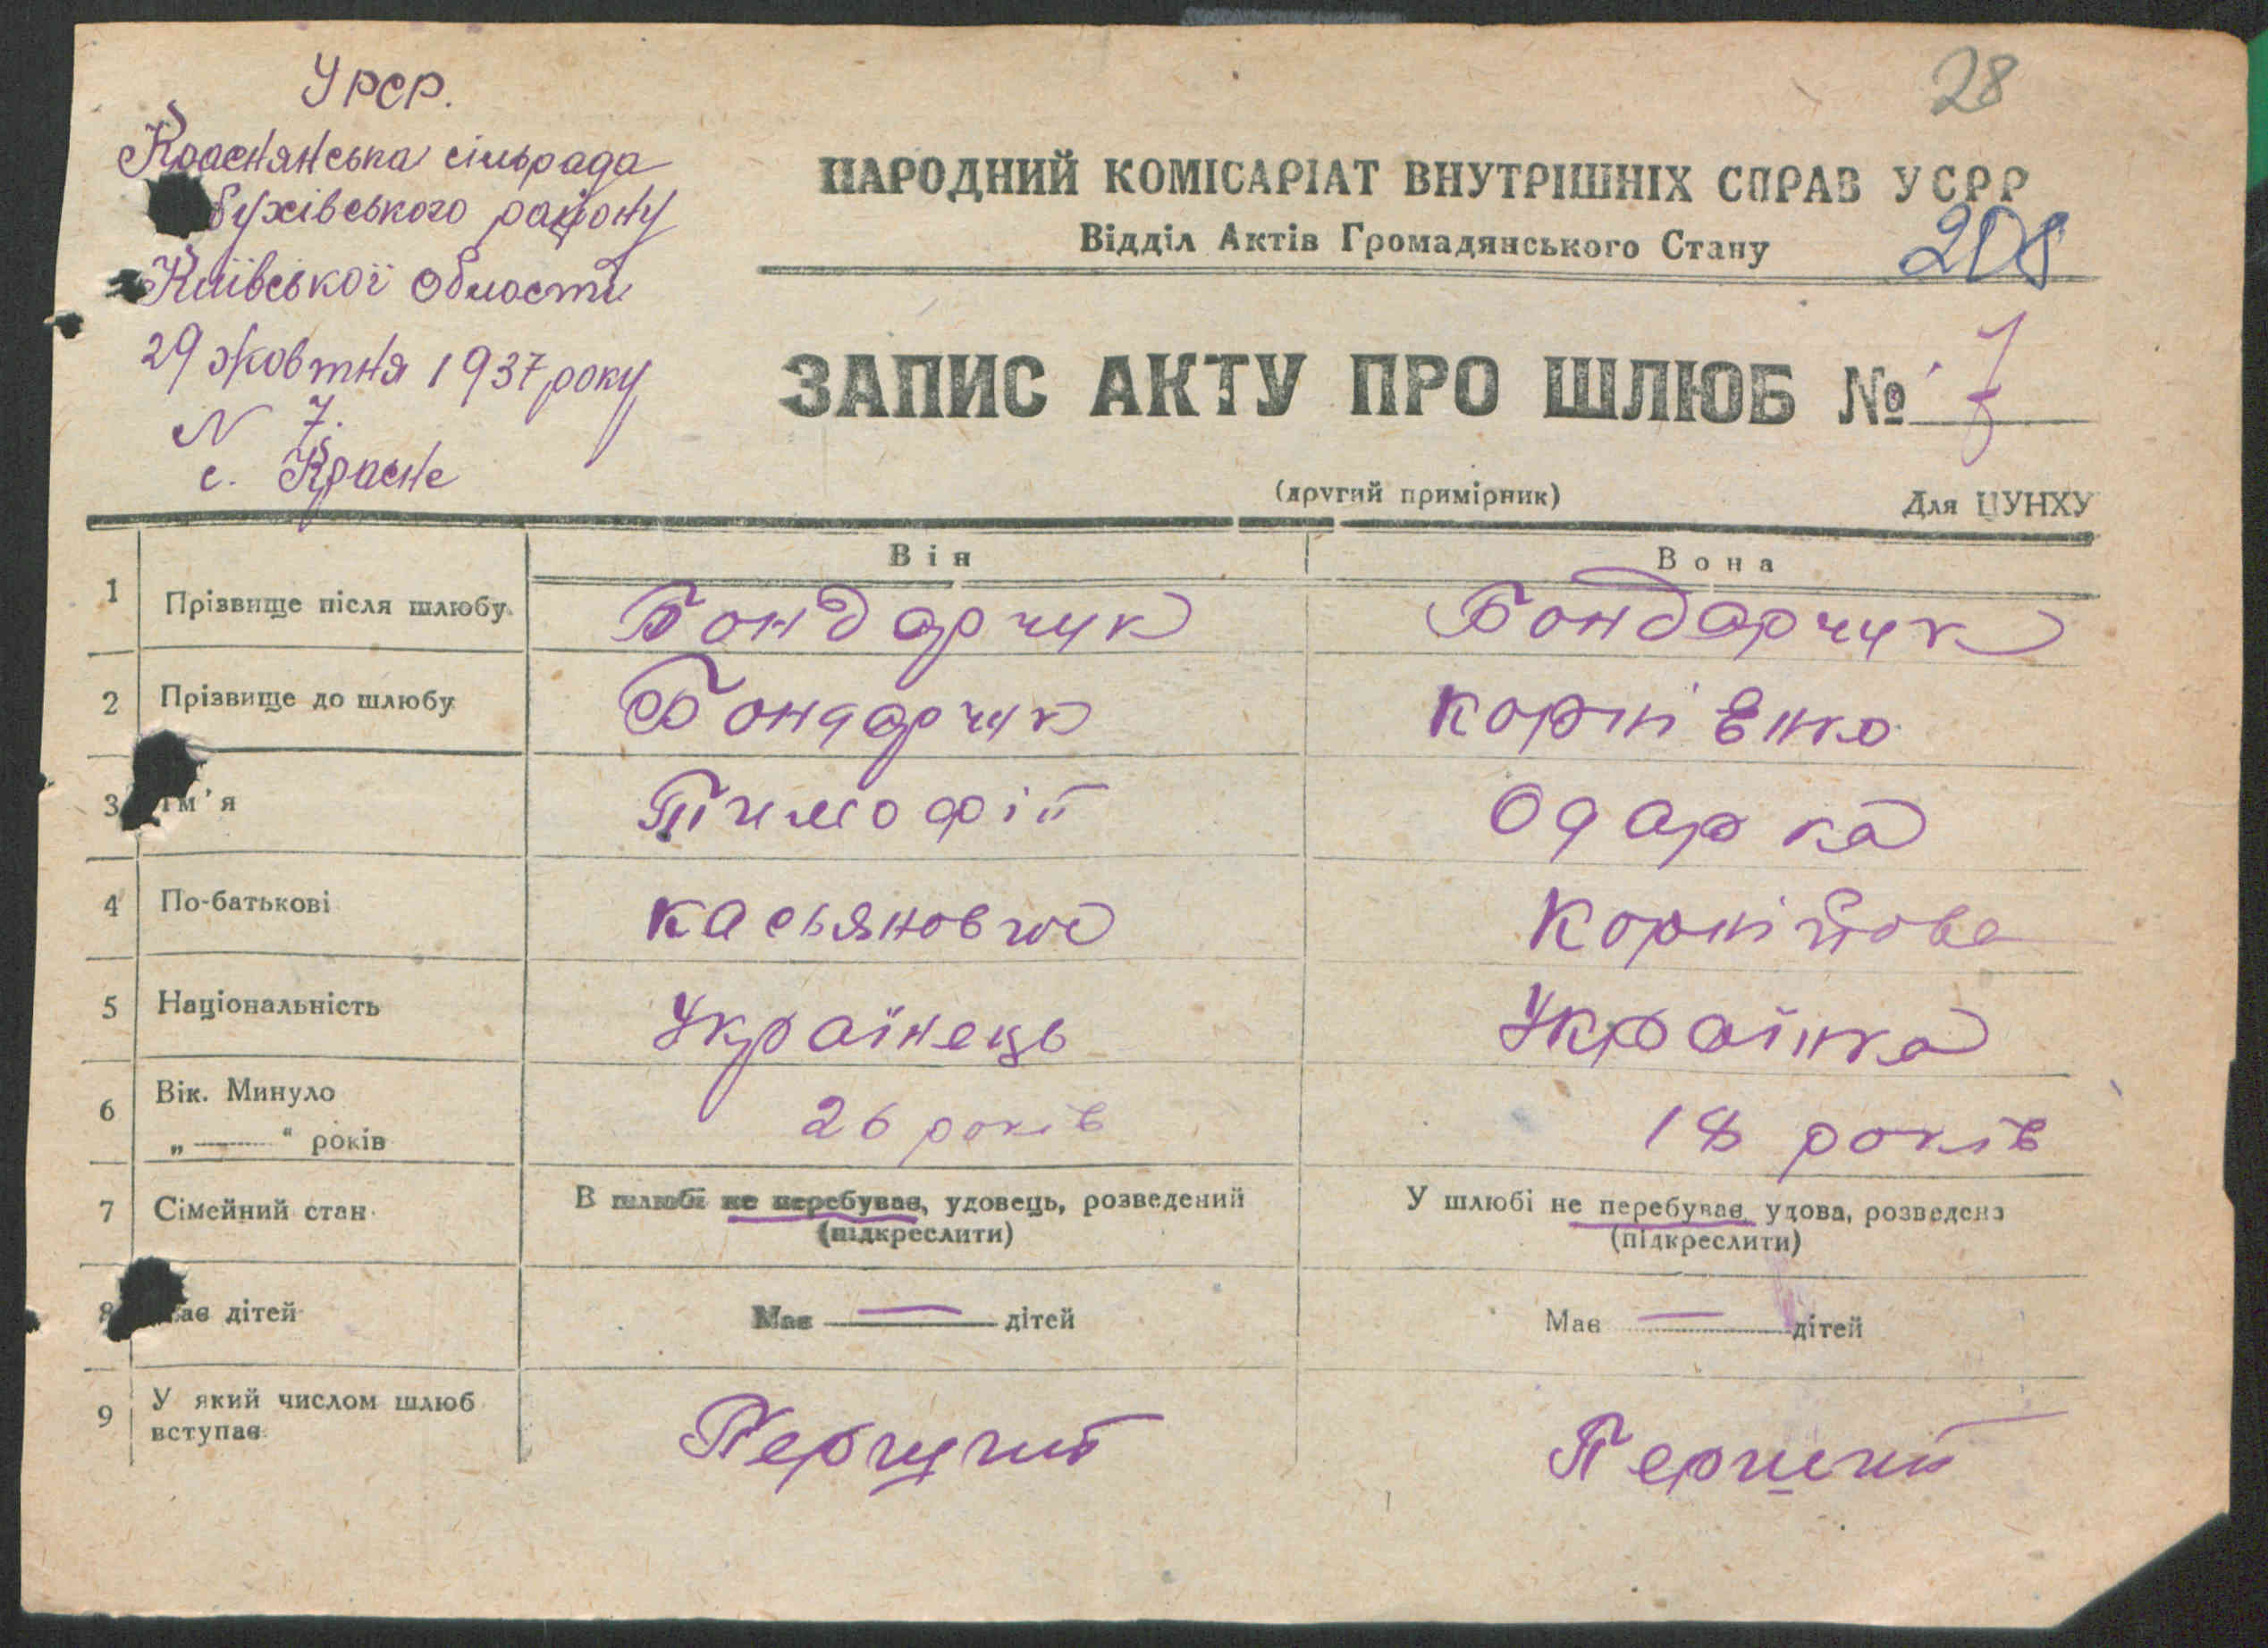 УРСР.
28
Краснянська сільрада
бухівського району
Київської області
29 жовтня 1937 року
N 7.
с. Красне
НАРОДНИЙ КОМІСАРІАТ ВНУТРІШНІХ СПРАВ УСРР
Відділ Актів Громадянського Стану
208
ЗАПИС АКТУ ПРО ШЛЮБ № 7
(другий примірник) Для ЦУНХУ
Він Вона
1 Прізвище після шлюбу Бондарчук Бондарчук
2 Прізвище до шлюбу Бондарчук Корнієнко
3 Ім'я Тимофій Одарка
4 По-батькові Касьянович Корнійова
5 Національність Українець Українка
6 Вік. Минуло
„ — “ років 26 років 18 років
7 Сімейний стан В шлюбі не перебував, удовець, розведений У шлюбі не перебував, удова, розведена
(підкреслити) (підкреслити)
8 ає дітей Має — дітей Має — дітей
9 У який числом шлюб
вступає Перший Перший